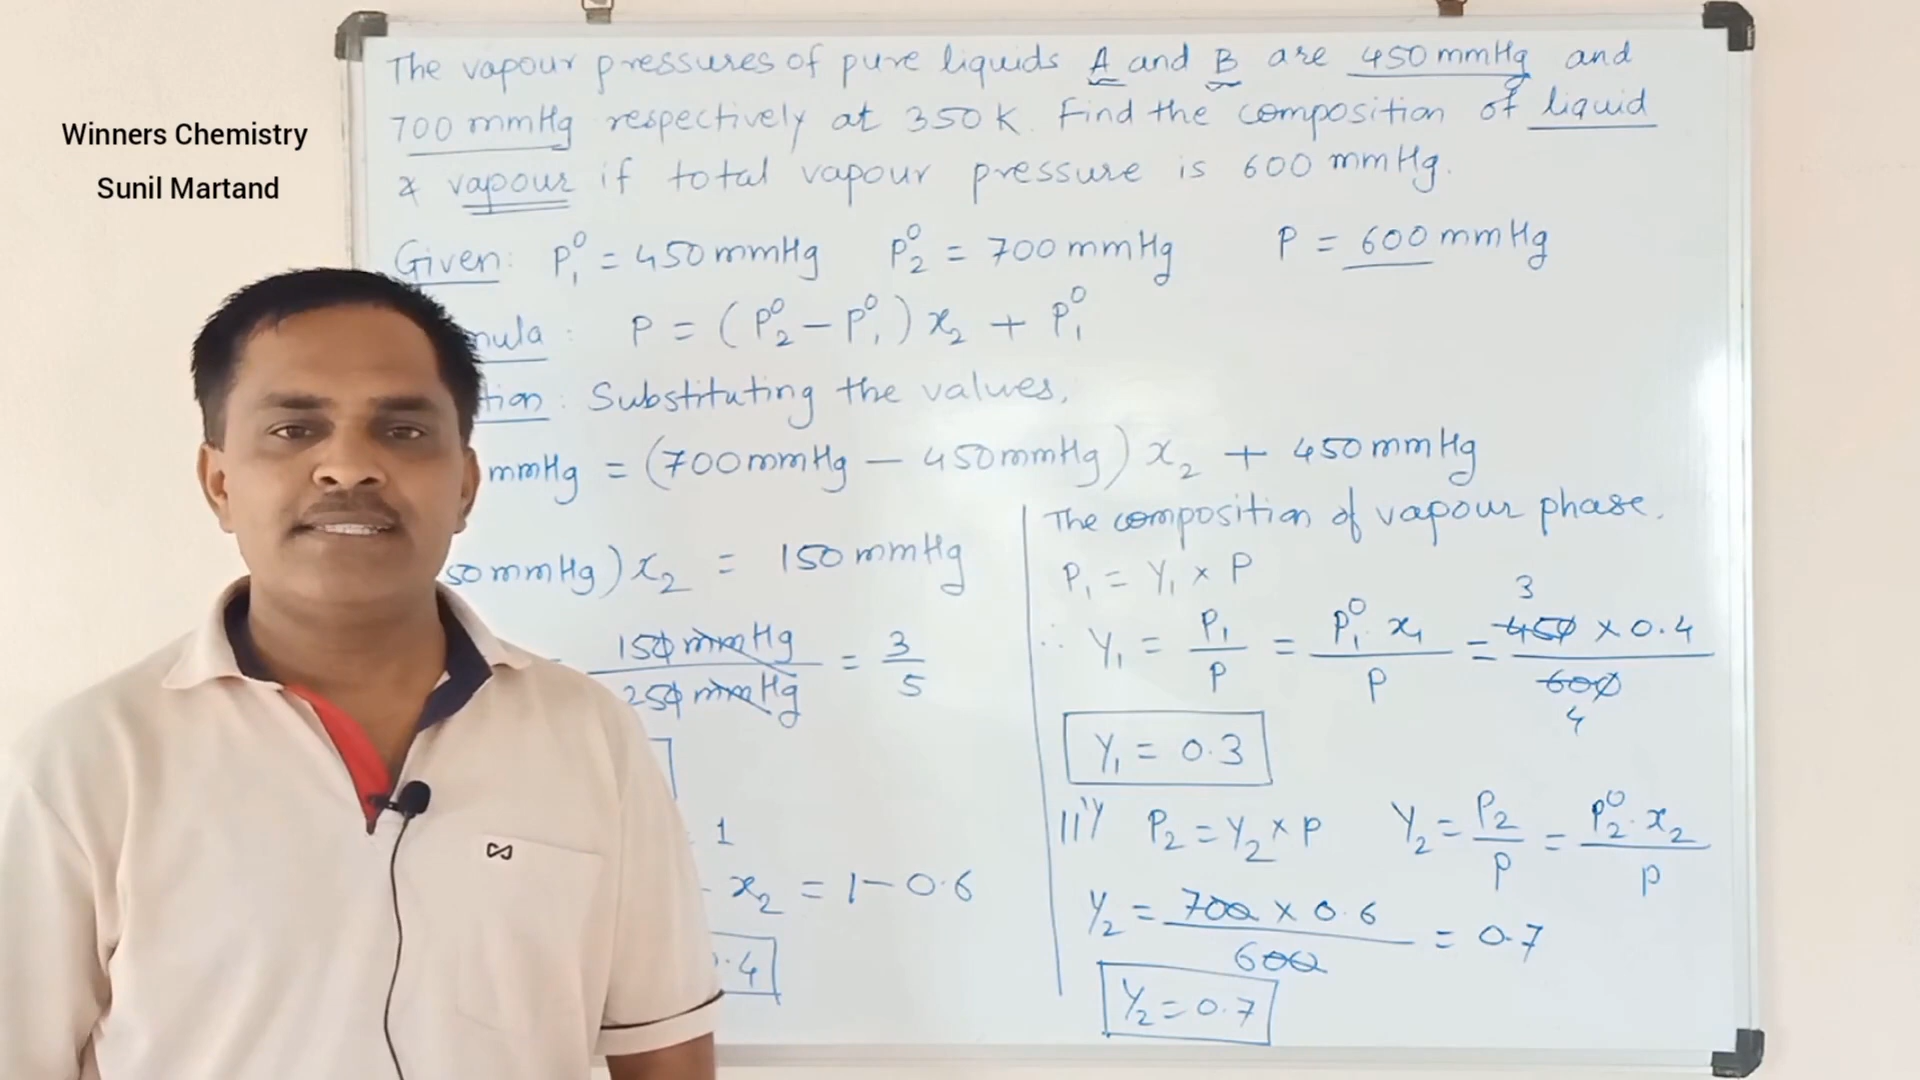 Winners Chemistry
Sunil Martand
The vapour pressures of pure liquids A and B are 450 mmHg and
700 mmHg respectively at 350 K. Find the composition of liquid
& vapour if total vapour pressure is 600 mmHg.
Given: P₁⁰ = 450 mmHg P₂⁰ = 700 mmHg P = 600 mmHg
P = (P₂⁰ − P₁⁰) x₂ + P₁⁰
Substituting the values,
mmHg = (700 mmHg − 450 mmHg) x₂ + 450 mmHg
50 mmHg) x₂ = 150 mmHg
150 mmHg / 250 mmHg = 3/5
1
x₂ = 1 − 0.6
.4
The composition of vapour phase.
P₁ = Y₁ × P
∴ Y₁ = P₁/P = P₁⁰ · x₁ / P = 450 × 0.4 / 600
3
4
Y₁ = 0.3
lllʳʸ P₂ = Y₂ × P Y₂ = P₂/P = P₂⁰ · x₂ / P
Y₂ = 700 × 0.6 / 600 = 0.7
Y₂ = 0.7